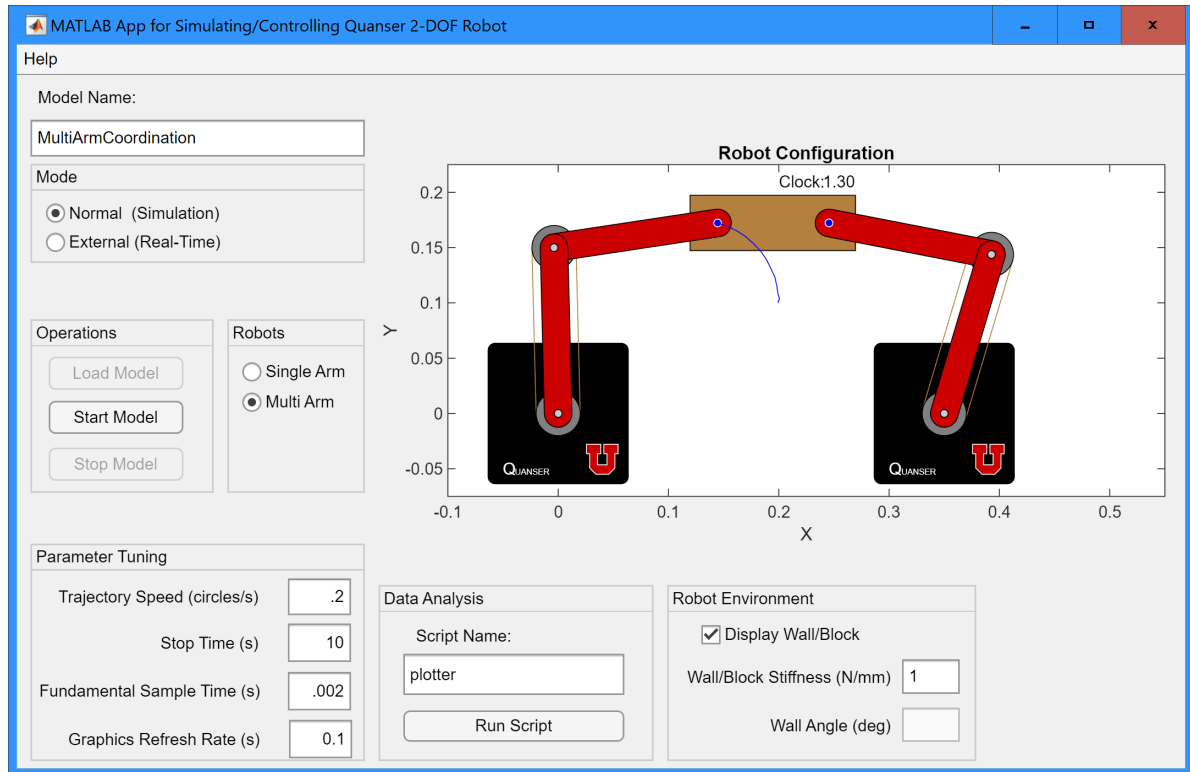 MATLAB App for Simulating/Controlling Quanser 2-DOF Robot
Help
Model Name:
MultiArmCoordination
Mode
Normal (Simulation)
External (Real-Time)
Operations
Load Model
Start Model
Stop Model
Robots
Single Arm
Multi Arm
Robot Configuration
Clock:1.30
0.2
0.15
0.1
0.05
0
-0.05
Y
QUANSER
U
QUANSER
U
-0.1 0 0.1 0.2 0.3 0.4 0.5
X
Parameter Tuning
Trajectory Speed (circles/s) .2
Stop Time (s) 10
Fundamental Sample Time (s) .002
Graphics Refresh Rate (s) 0.1
Data Analysis
Script Name:
plotter
Run Script
Robot Environment
Display Wall/Block
Wall/Block Stiffness (N/mm) 1
Wall Angle (deg)